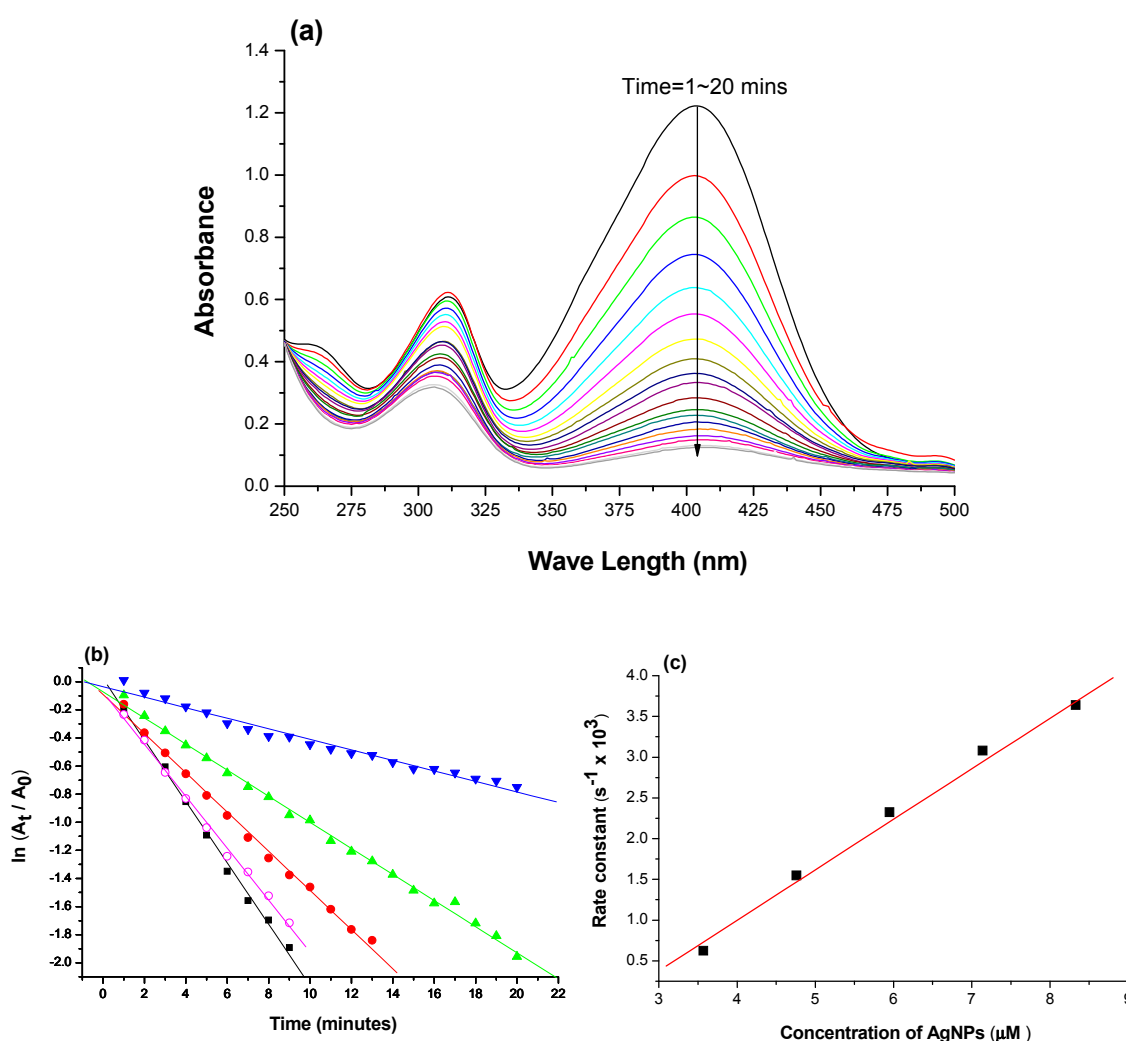 (a)
1.4
1.2
1.0
0.8
0.6
0.4
0.2
0.0
Absorbance
Time=1~20 mins
250 275 300 325 350 375 400 425 450 475 500
Wave Length (nm)
(b)
0.0
-0.2
-0.4
-0.6
-0.8
-1.0
-1.2
-1.4
-1.6
-1.8
-2.0
ln (At / A0)
0 2 4 6 8 10 12 14 16 18 20 22
Time (minutes)
(c)
4.0
3.5
3.0
2.5
2.0
1.5
1.0
0.5
Rate constant (s⁻¹ x 10³)
3 4 5 6 7 8 9
Concentration of AgNPs (μM )